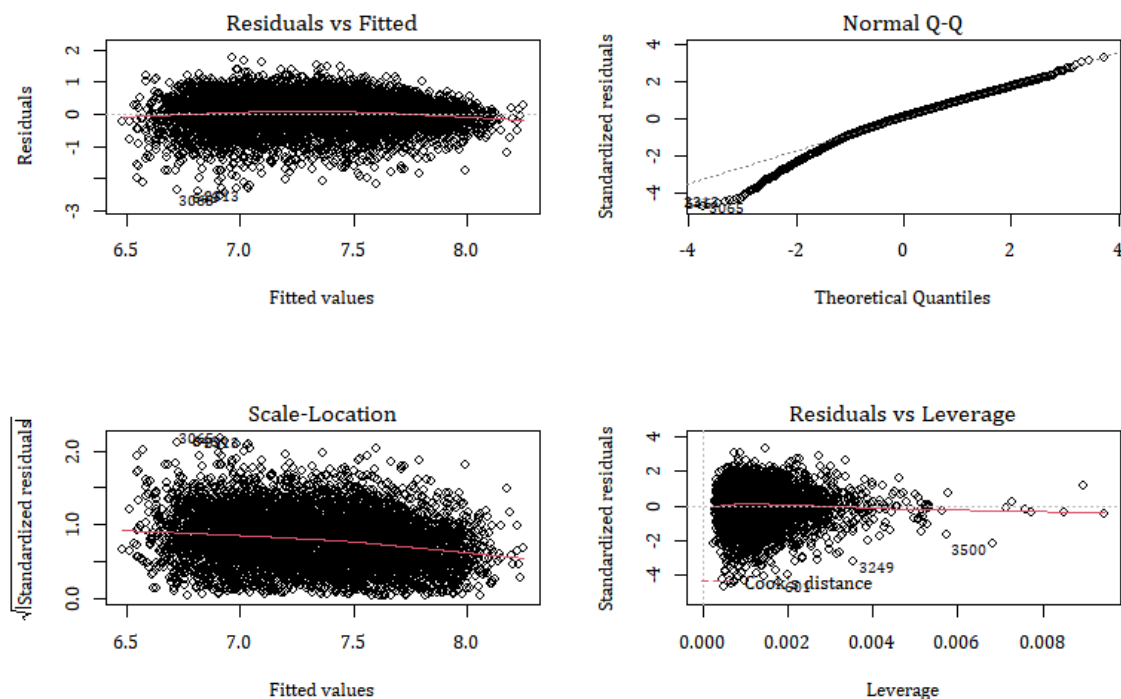 Residuals vs Fitted
Residuals
2
1
0
-1
-3
6.5 7.0 7.5 8.0
Fitted values
3065
Normal Q-Q
Standardized residuals
4
2
0
-2
-4
3065
-4 -2 0 2 4
Theoretical Quantiles
Scale-Location
√|Standardized residuals|
2.0
1.0
0.0
3065
6.5 7.0 7.5 8.0
Fitted values
Residuals vs Leverage
Standardized residuals
4
2
0
-2
-4
3500
3249
Cook's distance
0.000 0.002 0.004 0.006 0.008
Leverage